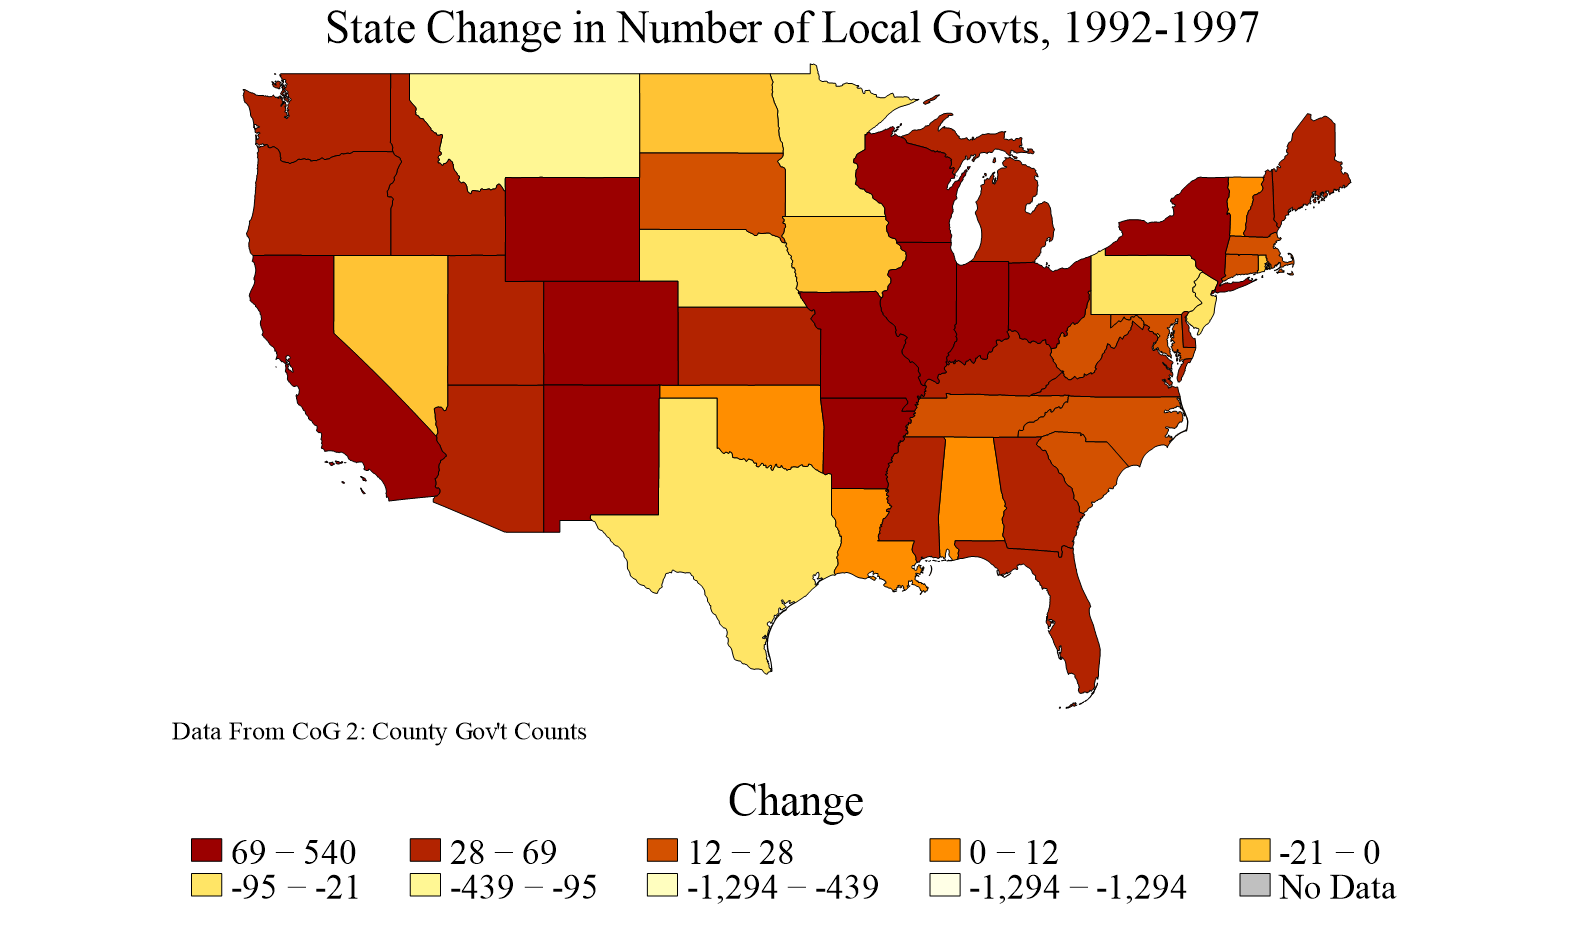 State Change in Number of Local Govts, 1992-1997
Data From CoG 2: County Gov't Counts
Change
69 − 540 28 − 69 12 − 28 0 − 12 -21 − 0
-95 − -21 -439 − -95 -1,294 − -439 -1,294 − -1,294 No Data